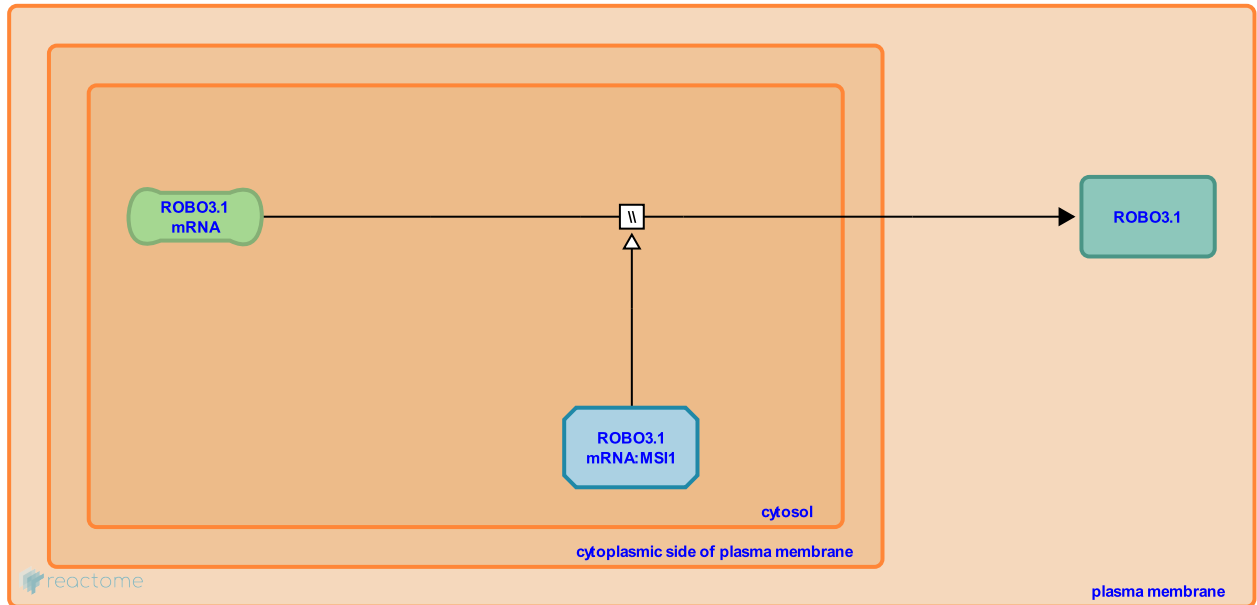 ROBO3.1
mRNA
\\
ROBO3.1
ROBO3.1
mRNA:MSI1
cytosol
cytoplasmic side of plasma membrane
reactome
plasma membrane